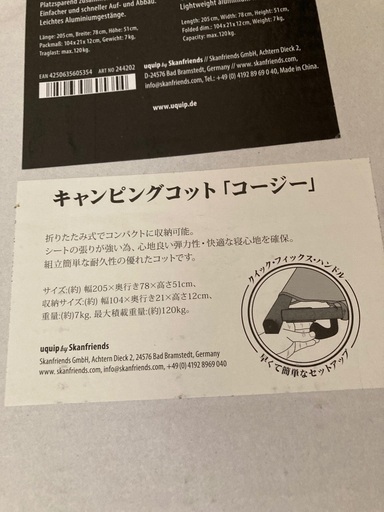 Einfacher und schneller Auf- und Abbau.
Leichtes Aluminiumgestänge.
Länge: 205 cm, Breite: 78 cm, Höhe: 51cm,
Packmaß: 104 x 21 x 12 cm, Gewicht: 7 kg,
Traglast: max. 120 kg.
EAN 4250635605354 ART NO 244202
Lightweight
Length: 205 cm, Width: 78 cm, Height: 51cm,
Folded dim.: 104 x 21 x 12 cm, Weight: 7 kg,
Capacity: max. 120 kg.
uquip by Skanfriends // Skanfriends GmbH, Achtern Dieck 2,
D-24576 Bad Bramstedt, Germany // www.skanfriends.com,
info@skanfriends.com, Tel.: +49 (0) 4192 89 69 0 40, Made in China.
www.uquip.de
キャンピングコット「コージー」
折りたたみ式でコンパクトに収納可能。
シートの張りが強い為、心地良い弾力性・快適な寝心地を確保。
組立簡単な耐久性の優れたコットです。
サイズ:(約) 幅205×奥行き78×高さ51cm、
収納サイズ:(約) 幅104×奥行き21×高さ12cm、
重量:(約)7kg, 最大積載重量:(約)120kg。
クイック・フィックス・ハンドル
早くて簡単なセットアップ
uquip by Skanfriends
Skanfriends GmbH, Achtern Dieck 2, 24576 Bad Bramstedt, Germany
www. skanfriends.com, info@skanfriends.com, +49 (0) 4192 8969 040